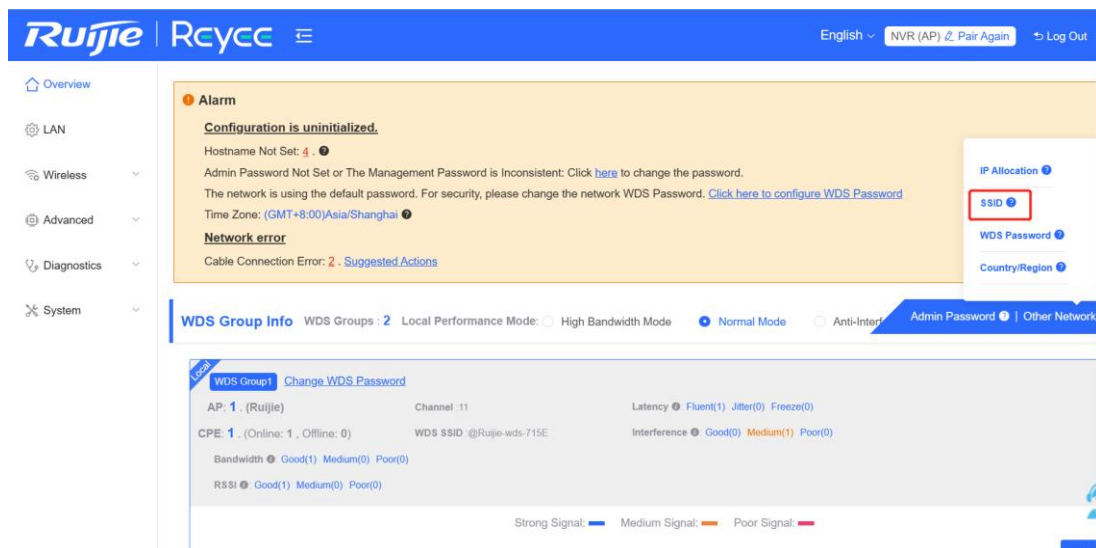 Ruijie | Reyee
English
NVR (AP) Pair Again
Log Out
Overview
LAN
Wireless
Advanced
Diagnostics
System
Alarm
Configuration is uninitialized.
Hostname Not Set: 4 .
Admin Password Not Set or The Management Password is Inconsistent: Click here to change the password.
The network is using the default password. For security, please change the network WDS Password. Click here to configure WDS Password
Time Zone: (GMT+8:00)Asia/Shanghai
Network error
Cable Connection Error: 2 . Suggested Actions
IP Allocation
SSID
WDS Password
Country/Region
Admin Password | Other Network
WDS Group Info WDS Groups : 2 Local Performance Mode: High Bandwidth Mode Normal Mode Anti-Interf
Local
WDS Group1 Change WDS Password
AP: 1 . (Ruijie) Channel :11 Latency : Fluent(1) Jitter(0) Freeze(0)
CPE: 1 . (Online: 1 , Offline: 0) WDS SSID :@Ruijie-wds-715E Interference : Good(0) Medium(1) Poor(0)
Bandwidth : Good(1) Medium(0) Poor(0)
RSSI : Good(1) Medium(0) Poor(0)
Strong Signal: Medium Signal: Poor Signal: